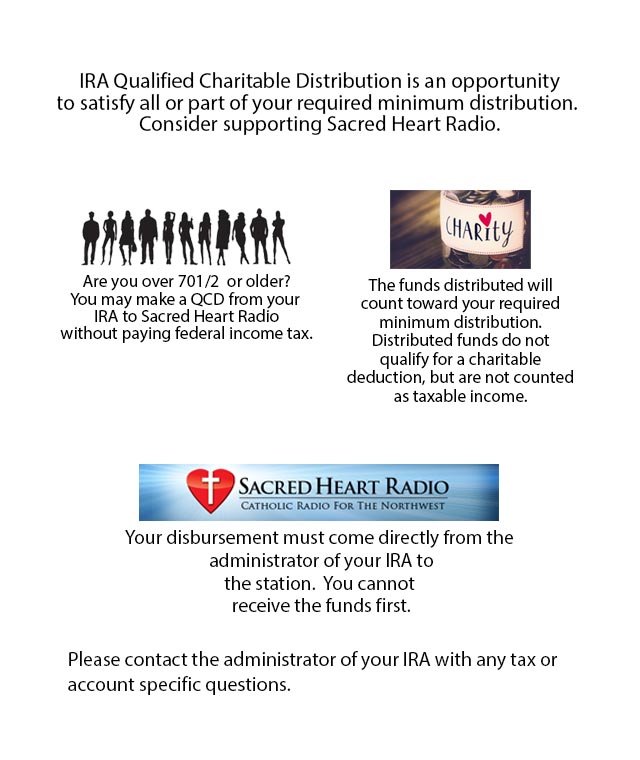 IRA Qualified Charitable Distribution is an opportunity
to satisfy all or part of your required minimum distribution.
Consider supporting Sacred Heart Radio.
Are you over 701/2  or older?
You may make a QCD from your
IRA to Sacred Heart Radio
without paying federal income tax.
CHARITY
The funds distributed will
count toward your required
minimum distribution.
Distributed funds do not
qualify for a charitable
deduction, but are not counted
as taxable income.
SACRED HEART RADIO
CATHOLIC RADIO FOR THE NORTHWEST
Your disbursement must come directly from the
administrator of your IRA to
the station.  You cannot
receive the funds first.
Please contact the administrator of your IRA with any tax or
account specific questions.